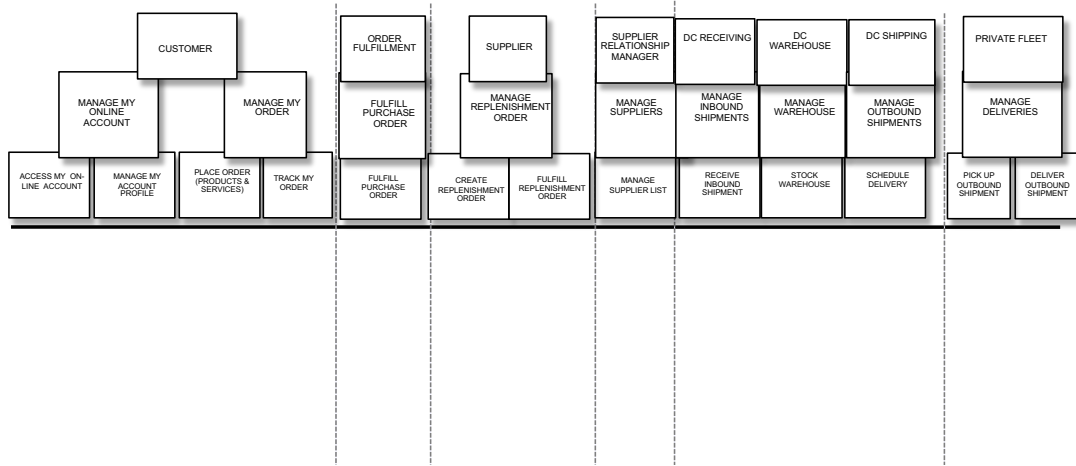 CUSTOMER
ORDER
FULFILLMENT
SUPPLIER
SUPPLIER
RELATIONSHIP
MANAGER
DC RECEIVING
DC
WAREHOUSE
DC SHIPPING
PRIVATE FLEET
MANAGE MY
ONLINE
ACCOUNT
MANAGE MY
ORDER
FULFILL
PURCHASE
ORDER
MANAGE
REPLENISHMENT
ORDER
MANAGE
SUPPLIERS
MANAGE
INBOUND
SHIPMENTS
MANAGE
WAREHOUSE
MANAGE
OUTBOUND
SHIPMENTS
MANAGE
DELIVERIES
ACCESS MY ON-
LINE ACCOUNT
MANAGE MY
ACCOUNT
PROFILE
PLACE ORDER
(PRODUCTS &
SERVICES)
TRACK MY
ORDER
FULFILL
PURCHASE
ORDER
CREATE
REPLENISHMENT
ORDER
FULFILL
REPLENISHMENT
ORDER
MANAGE
SUPPLIER LIST
RECEIVE
INBOUND
SHIPMENT
STOCK
WAREHOUSE
SCHEDULE
DELIVERY
PICK UP
OUTBOUND
SHIPMENT
DELIVER
OUTBOUND
SHIPMENT